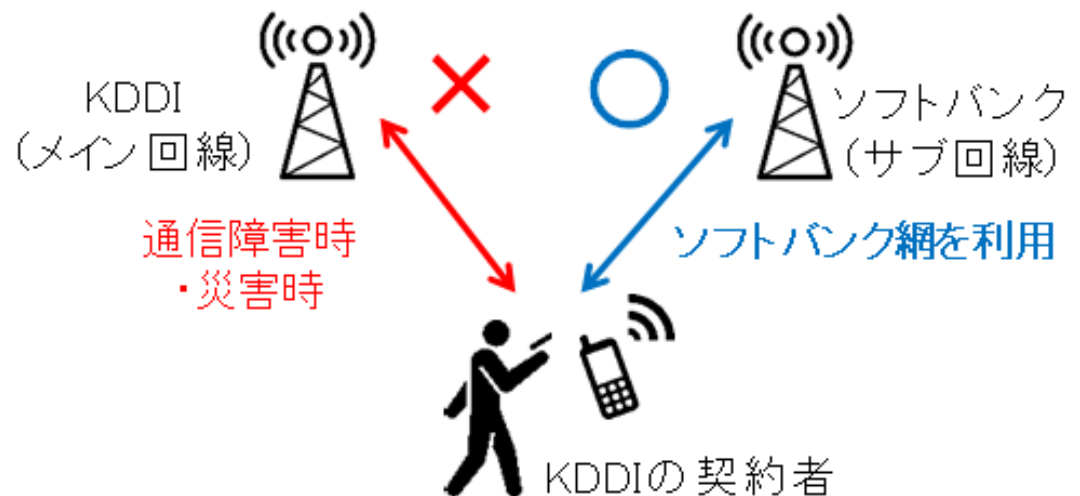 KDDI
(メイン回線)
ソフトバンク
(サブ回線)
通信障害時
・災害時
ソフトバンク網を利用
KDDIの契約者